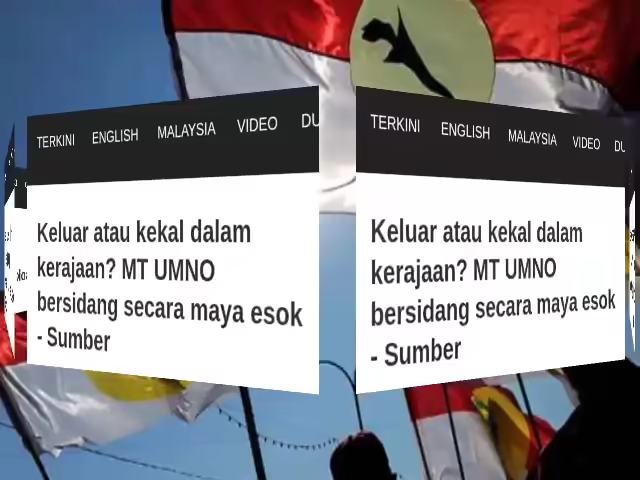 TERKINI ENGLISH MALAYSIA VIDEO
Keluar atau kekal dalam
kerajaan? MT UMNO
bersidang secara maya esok
- Sumber
TERKINI ENGLISH MALAYSIA VIDEO
Keluar atau kekal dalam
kerajaan? MT UMNO
bersidang secara maya esok
- Sumber